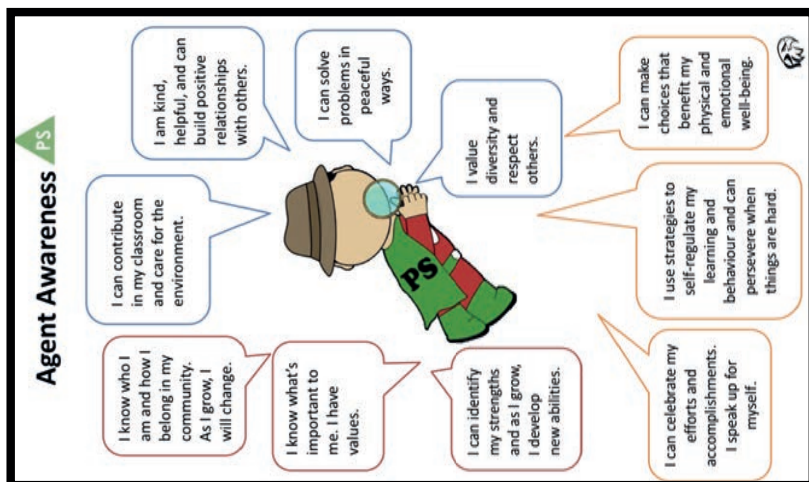 Agent Awareness PS
I know who I
am and how I
belong in my
community.
As I grow, I
will change.
I can contribute
in my classroom
and care for the
environment.
I am kind,
helpful, and can
build positive
relationships
with others.
I know what's
important to
me. I have
values.
I can solve
problems in
peaceful
ways.
PS
I can identify
my strengths
and as I grow,
I develop
new abilities.
I value
diversity and
respect
others.
I can celebrate my
efforts and
accomplishments.
I speak up for
myself.
I use strategies to
self-regulate my
learning and
behaviour and can
persevere when
things are hard.
I can make
choices that
benefit my
physical and
emotional
well-being.